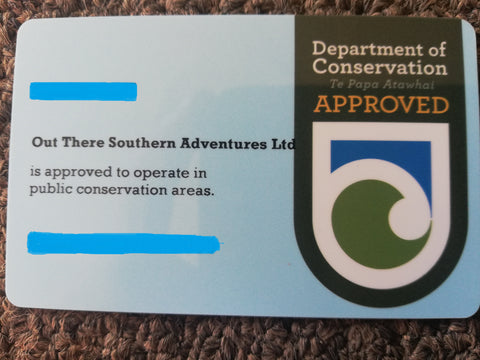 Department of
Conservation
Te Papa Atawhai
APPROVED
Out There Southern Adventures Ltd
is approved to operate in
public conservation areas.